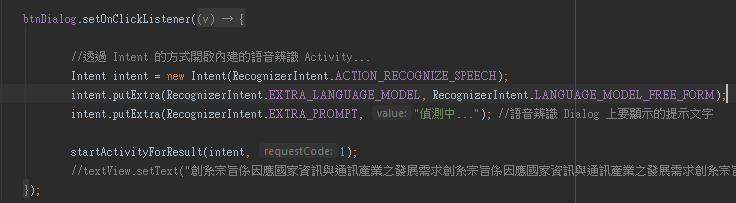 btnDialog.setOnClickListener((v) → {
//透過 Intent 的方式開啟內建的語音辨識 Activity...
Intent intent = new Intent(RecognizerIntent.ACTION_RECOGNIZE_SPEECH);
intent.putExtra(RecognizerIntent.EXTRA_LANGUAGE_MODEL, RecognizerIntent.LANGUAGE_MODEL_FREE_FORM);
intent.putExtra(RecognizerIntent.EXTRA_PROMPT, value: "偵測中..."); //語音辨識 Dialog 上要顯示的提示文字
startActivityForResult(intent, requestCode: 1);
//textView.setText("創系宗旨係因應國家資訊與通訊產業之發展需求創系宗旨係因應國家資訊與通訊產業之發展需求創系宗旨
});